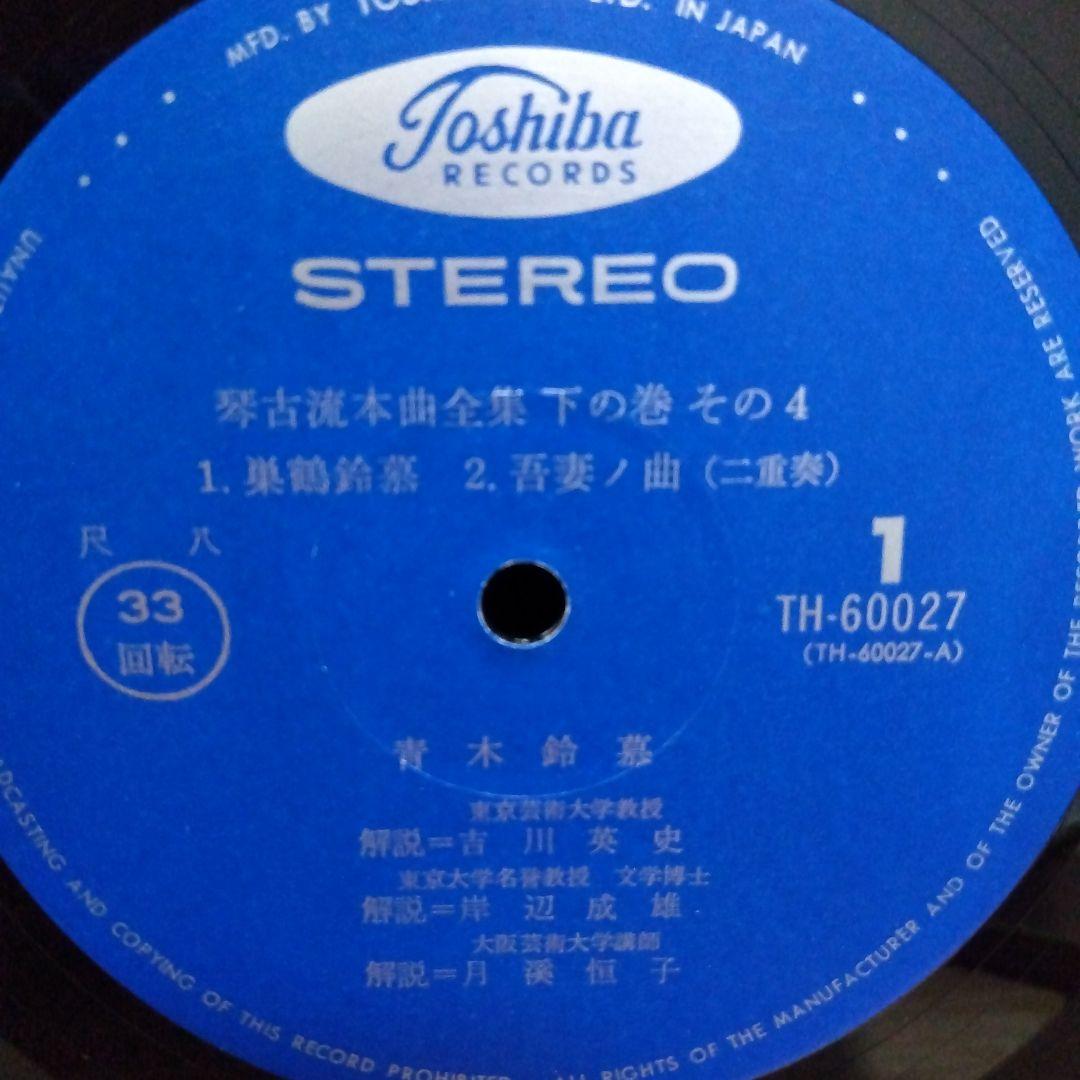 MFD. BY TOSHI
IN JAPAN
Toshiba
RECORDS
STEREO
琴古流本曲全集 下の巻 その4
1. 巣鶴鈴慕 2. 吾妻ノ曲 (二重奏)
尺 八
33
回転
1
TH-60027
(TH-60027-A)
青 木 鈴 慕
東京芸術大学教授
解説=吉 川 英 史
東京大学名誉教授 文学博士
解説=岸 辺 成 雄
大阪芸術大学講師
解説=月 溪 恒 子
AND COPYING OF THIS RECORD PROHIBITED ALL RIGHTS OF THE MANUFACTURER AND OF THE OWNER OF THE RECORDED WORK ARE RESERVED